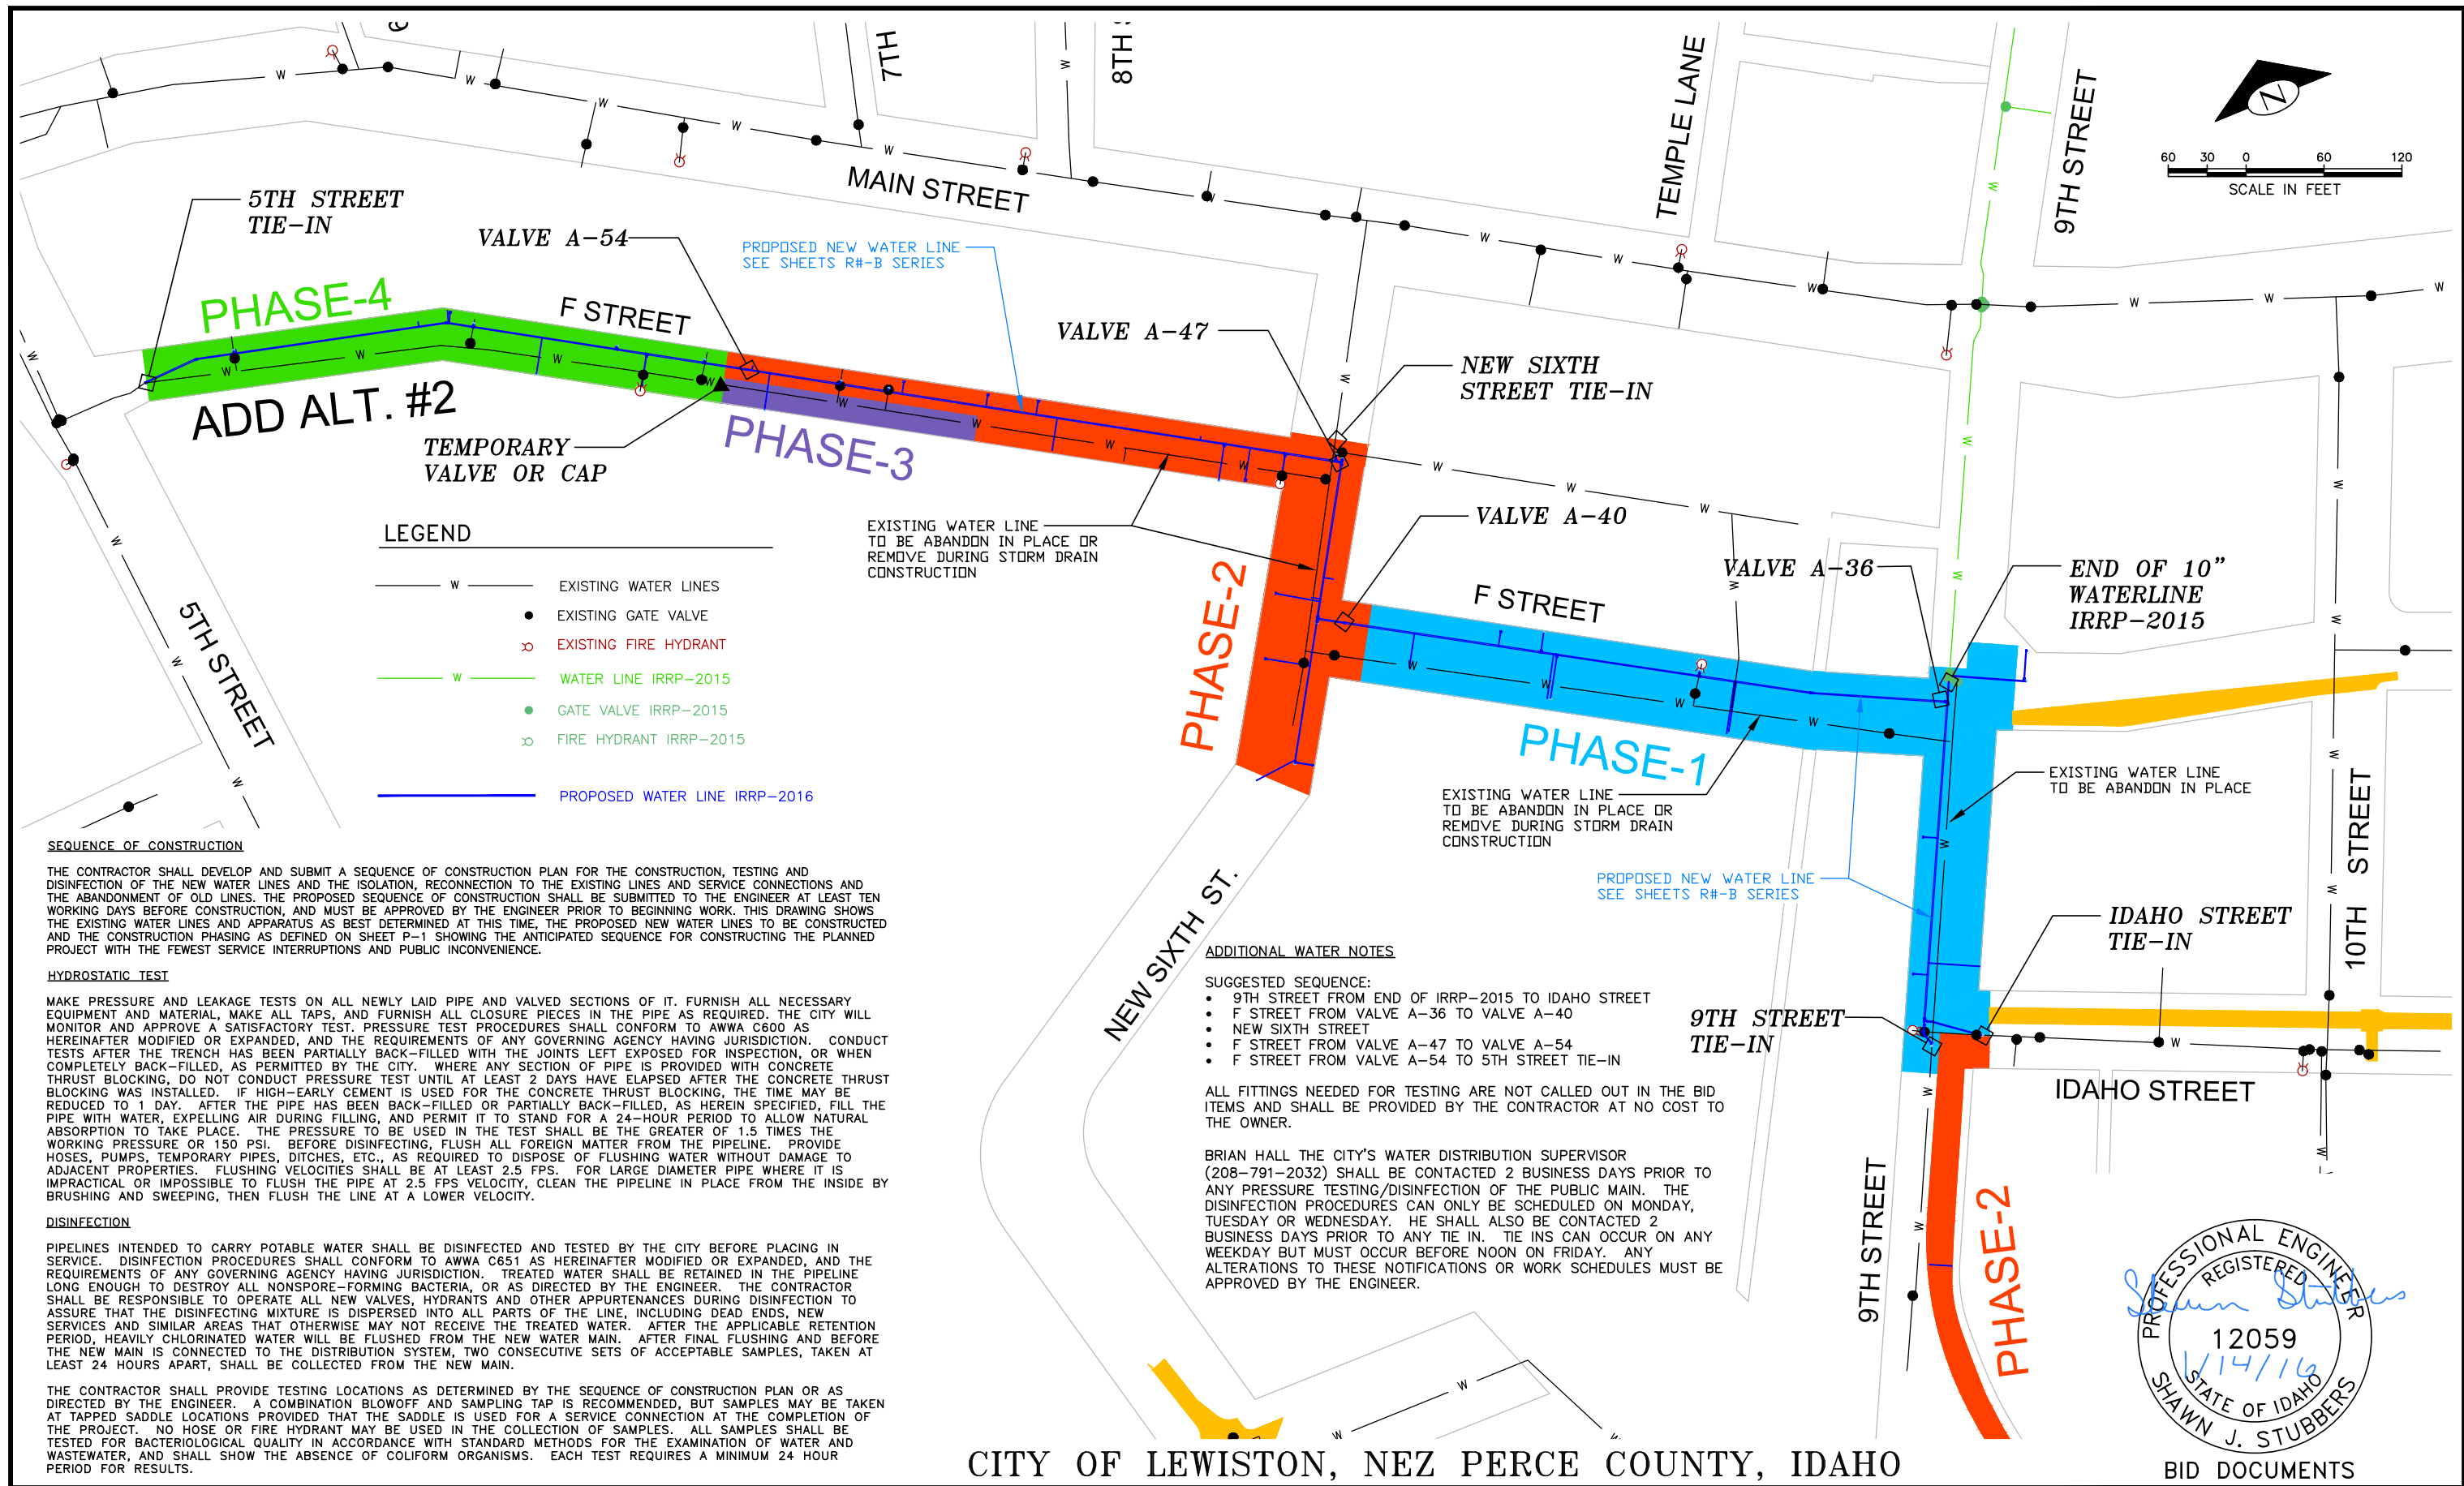 7TH
8TH S
TEMPLE LANE
9TH STREET
N
60 30 0 60 120
SCALE IN FEET
MAIN STREET
5TH STREET
TIE-IN
VALVE A-54
PROPOSED NEW WATER LINE
SEE SHEETS R#-B SERIES
PHASE-4
F STREET
VALVE A-47
NEW SIXTH
STREET TIE-IN
ADD ALT. #2
TEMPORARY
VALVE OR CAP
PHASE-3
EXISTING WATER LINE
TO BE ABANDON IN PLACE OR
REMOVE DURING STORM DRAIN
CONSTRUCTION
VALVE A-40
VALVE A-36
END OF 10"
WATERLINE
IRRP-2015
F STREET
PHASE-2
PHASE-1
5TH STREET
LEGEND
W EXISTING WATER LINES
EXISTING GATE VALVE
EXISTING FIRE HYDRANT
W WATER LINE IRRP-2015
GATE VALVE IRRP-2015
FIRE HYDRANT IRRP-2015
PROPOSED WATER LINE IRRP-2016
EXISTING WATER LINE
TO BE ABANDON IN PLACE OR
REMOVE DURING STORM DRAIN
CONSTRUCTION
EXISTING WATER LINE
TO BE ABANDON IN PLACE
PROPOSED NEW WATER LINE
SEE SHEETS R#-B SERIES
10TH STREET
IDAHO STREET
TIE-IN
9TH STREET
TIE-IN
IDAHO STREET
NEW SIXTH ST.
9TH STREET
PHASE-2
SEQUENCE OF CONSTRUCTION
THE CONTRACTOR SHALL DEVELOP AND SUBMIT A SEQUENCE OF CONSTRUCTION PLAN FOR THE CONSTRUCTION, TESTING AND
DISINFECTION OF THE NEW WATER LINES AND THE ISOLATION, RECONNECTION TO THE EXISTING LINES AND SERVICE CONNECTIONS AND
THE ABANDONMENT OF OLD LINES. THE PROPOSED SEQUENCE OF CONSTRUCTION SHALL BE SUBMITTED TO THE ENGINEER AT LEAST TEN
WORKING DAYS BEFORE CONSTRUCTION, AND MUST BE APPROVED BY THE ENGINEER PRIOR TO BEGINNING WORK. THIS DRAWING SHOWS
THE EXISTING WATER LINES AND APPARATUS AS BEST DETERMINED AT THIS TIME, THE PROPOSED NEW WATER LINES TO BE CONSTRUCTED
AND THE CONSTRUCTION PHASING AS DEFINED ON SHEET P-1 SHOWING THE ANTICIPATED SEQUENCE FOR CONSTRUCTING THE PLANNED
PROJECT WITH THE FEWEST SERVICE INTERRUPTIONS AND PUBLIC INCONVENIENCE.
HYDROSTATIC TEST
MAKE PRESSURE AND LEAKAGE TESTS ON ALL NEWLY LAID PIPE AND VALVED SECTIONS OF IT. FURNISH ALL NECESSARY
EQUIPMENT AND MATERIAL, MAKE ALL TAPS, AND FURNISH ALL CLOSURE PIECES IN THE PIPE AS REQUIRED. THE CITY WILL
MONITOR AND APPROVE A SATISFACTORY TEST. PRESSURE TEST PROCEDURES SHALL CONFORM TO AWWA C600 AS
HEREINAFTER MODIFIED OR EXPANDED, AND THE REQUIREMENTS OF ANY GOVERNING AGENCY HAVING JURISDICTION. CONDUCT
TESTS AFTER THE TRENCH HAS BEEN PARTIALLY BACK-FILLED WITH THE JOINTS LEFT EXPOSED FOR INSPECTION, OR WHEN
COMPLETELY BACK-FILLED, AS PERMITTED BY THE CITY. WHERE ANY SECTION OF PIPE IS PROVIDED WITH CONCRETE
THRUST BLOCKING, DO NOT CONDUCT PRESSURE TEST UNTIL AT LEAST 2 DAYS HAVE ELAPSED AFTER THE CONCRETE THRUST
BLOCKING WAS INSTALLED. IF HIGH-EARLY CEMENT IS USED FOR THE CONCRETE THRUST BLOCKING, THE TIME MAY BE
REDUCED TO 1 DAY. AFTER THE PIPE HAS BEEN BACK-FILLED OR PARTIALLY BACK-FILLED, AS HEREIN SPECIFIED, FILL THE
PIPE WITH WATER, EXPELLING AIR DURING FILLING, AND PERMIT IT TO STAND FOR A 24-HOUR PERIOD TO ALLOW NATURAL
ABSORPTION TO TAKE PLACE. THE PRESSURE TO BE USED IN THE TEST SHALL BE THE GREATER OF 1.5 TIMES THE
WORKING PRESSURE OR 150 PSI. BEFORE DISINFECTING, FLUSH ALL FOREIGN MATTER FROM THE PIPELINE. PROVIDE
HOSES, PUMPS, TEMPORARY PIPES, DITCHES, ETC., AS REQUIRED TO DISPOSE OF FLUSHING WATER WITHOUT DAMAGE TO
ADJACENT PROPERTIES. FLUSHING VELOCITIES SHALL BE AT LEAST 2.5 FPS. FOR LARGE DIAMETER PIPE WHERE IT IS
IMPRACTICAL OR IMPOSSIBLE TO FLUSH THE PIPE AT 2.5 FPS VELOCITY, CLEAN THE PIPELINE IN PLACE FROM THE INSIDE BY
BRUSHING AND SWEEPING, THEN FLUSH THE LINE AT A LOWER VELOCITY.
DISINFECTION
PIPELINES INTENDED TO CARRY POTABLE WATER SHALL BE DISINFECTED AND TESTED BY THE CITY BEFORE PLACING IN
SERVICE. DISINFECTION PROCEDURES SHALL CONFORM TO AWWA C651 AS HEREINAFTER MODIFIED OR EXPANDED, AND THE
REQUIREMENTS OF ANY GOVERNING AGENCY HAVING JURISDICTION. TREATED WATER SHALL BE RETAINED IN THE PIPELINE
LONG ENOUGH TO DESTROY ALL NONSPORE-FORMING BACTERIA, OR AS DIRECTED BY THE ENGINEER. THE CONTRACTOR
SHALL BE RESPONSIBLE TO OPERATE ALL NEW VALVES, HYDRANTS AND OTHER APPURTENANCES DURING DISINFECTION TO
ASSURE THAT THE DISINFECTING MIXTURE IS DISPERSED INTO ALL PARTS OF THE LINE, INCLUDING DEAD ENDS, NEW
SERVICES AND SIMILAR AREAS THAT OTHERWISE MAY NOT RECEIVE THE TREATED WATER. AFTER THE APPLICABLE RETENTION
PERIOD, HEAVILY CHLORINATED WATER WILL BE FLUSHED FROM THE NEW WATER MAIN. AFTER FINAL FLUSHING AND BEFORE
THE NEW MAIN IS CONNECTED TO THE DISTRIBUTION SYSTEM, TWO CONSECUTIVE SETS OF ACCEPTABLE SAMPLES, TAKEN AT
LEAST 24 HOURS APART, SHALL BE COLLECTED FROM THE NEW MAIN.
THE CONTRACTOR SHALL PROVIDE TESTING LOCATIONS AS DETERMINED BY THE SEQUENCE OF CONSTRUCTION PLAN OR AS
DIRECTED BY THE ENGINEER. A COMBINATION BLOWOFF AND SAMPLING TAP IS RECOMMENDED, BUT SAMPLES MAY BE TAKEN
AT TAPPED SADDLE LOCATIONS PROVIDED THAT THE SADDLE IS USED FOR A SERVICE CONNECTION AT THE COMPLETION OF
THE PROJECT. NO HOSE OR FIRE HYDRANT MAY BE USED IN THE COLLECTION OF SAMPLES. ALL SAMPLES SHALL BE
TESTED FOR BACTERIOLOGICAL QUALITY IN ACCORDANCE WITH STANDARD METHODS FOR THE EXAMINATION OF WATER AND
WASTEWATER, AND SHALL SHOW THE ABSENCE OF COLIFORM ORGANISMS. EACH TEST REQUIRES A MINIMUM 24 HOUR
PERIOD FOR RESULTS.
ADDITIONAL WATER NOTES
SUGGESTED SEQUENCE:
• 9TH STREET FROM END OF IRRP-2015 TO IDAHO STREET
• F STREET FROM VALVE A-36 TO VALVE A-40
• NEW SIXTH STREET
• F STREET FROM VALVE A-47 TO VALVE A-54
• F STREET FROM VALVE A-54 TO 5TH STREET TIE-IN
ALL FITTINGS NEEDED FOR TESTING ARE NOT CALLED OUT IN THE BID
ITEMS AND SHALL BE PROVIDED BY THE CONTRACTOR AT NO COST TO
THE OWNER.
BRIAN HALL THE CITY'S WATER DISTRIBUTION SUPERVISOR
(208-791-2032) SHALL BE CONTACTED 2 BUSINESS DAYS PRIOR TO
ANY PRESSURE TESTING/DISINFECTION OF THE PUBLIC MAIN. THE
DISINFECTION PROCEDURES CAN ONLY BE SCHEDULED ON MONDAY,
TUESDAY OR WEDNESDAY. HE SHALL ALSO BE CONTACTED 2
BUSINESS DAYS PRIOR TO ANY TIE IN. TIE INS CAN OCCUR ON ANY
WEEKDAY BUT MUST OCCUR BEFORE NOON ON FRIDAY. ANY
ALTERATIONS TO THESE NOTIFICATIONS OR WORK SCHEDULES MUST BE
APPROVED BY THE ENGINEER.
PROFESSIONAL ENGINEER
REGISTERED
Shawn Stubbers
12059
1/14/16
STATE OF IDAHO
SHAWN J. STUBBERS
BID DOCUMENTS
CITY OF LEWISTON, NEZ PERCE COUNTY, IDAHO